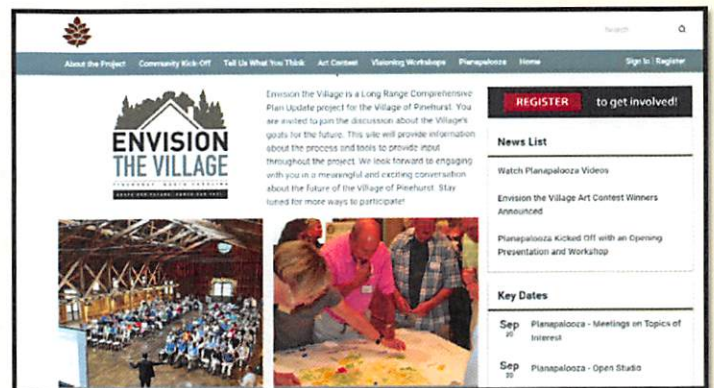 Search
About the Project Community Kick-Off Tell Us What You Think Art Contest Visioning Workshops Planapalooza Home Sign In | Register
ENVISION
THE VILLAGE
PINEHURST, NORTH CAROLINA
Envision the Village is a Long Range Comprehensive
Plan Update project for the Village of Pinehurst. You
are invited to join the discussion about the Village's
goals for the future. This site will provide information
about the process and tools to provide input
throughout the project. We look forward to engaging
with you in a meaningful and exciting conversation
about the future of the Village of Pinehurst. Stay
tuned for more ways to participate!
REGISTER to get involved!
News List
Watch Planapalooza Videos
Envision the Village Art Contest Winners
Announced
Planapalooza Kicked Off with an Opening
Presentation and Workshop
Key Dates
Sep
20
Planapalooza - Meetings on Topics of
Interest
Sep
20
Planapalooza - Open Studio